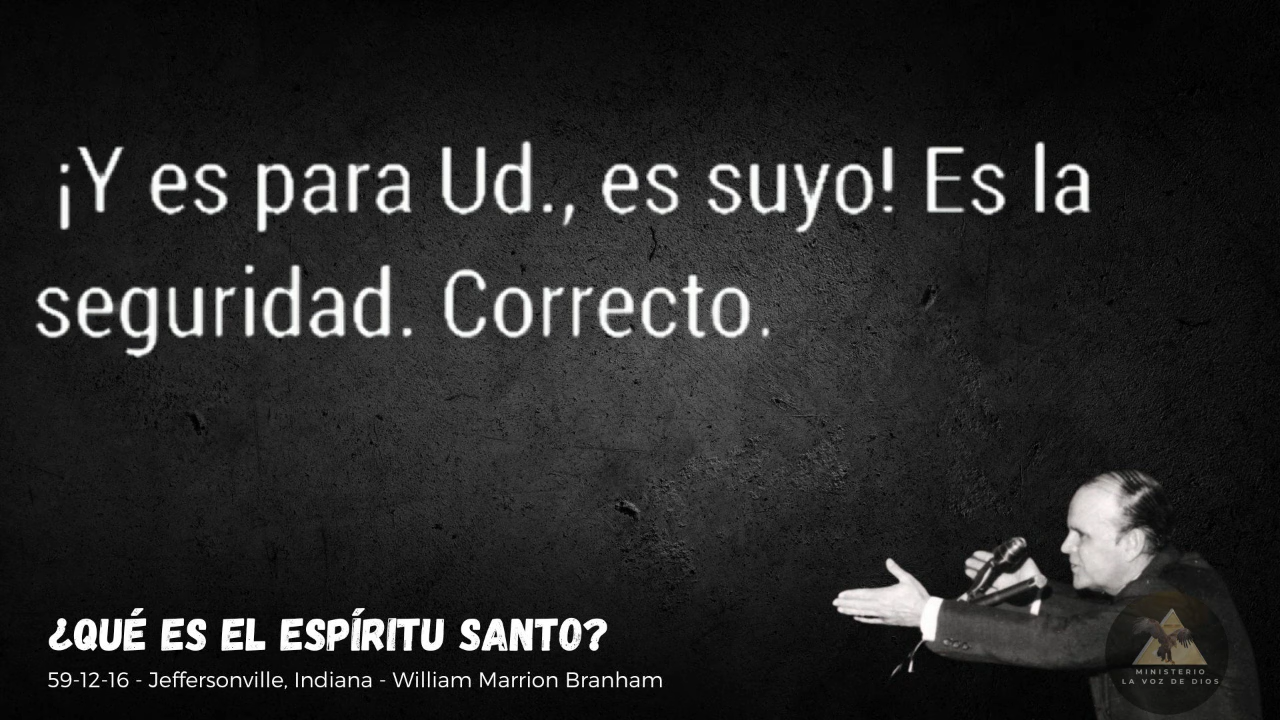 ¡Y es para Ud., es suyo! Es la
seguridad. Correcto.
¿QUÉ ES EL ESPÍRITU SANTO?
59-12-16 - Jeffersonville, Indiana - William Marrion Branham
MINISTERIO
LA VOZ DE DIOS